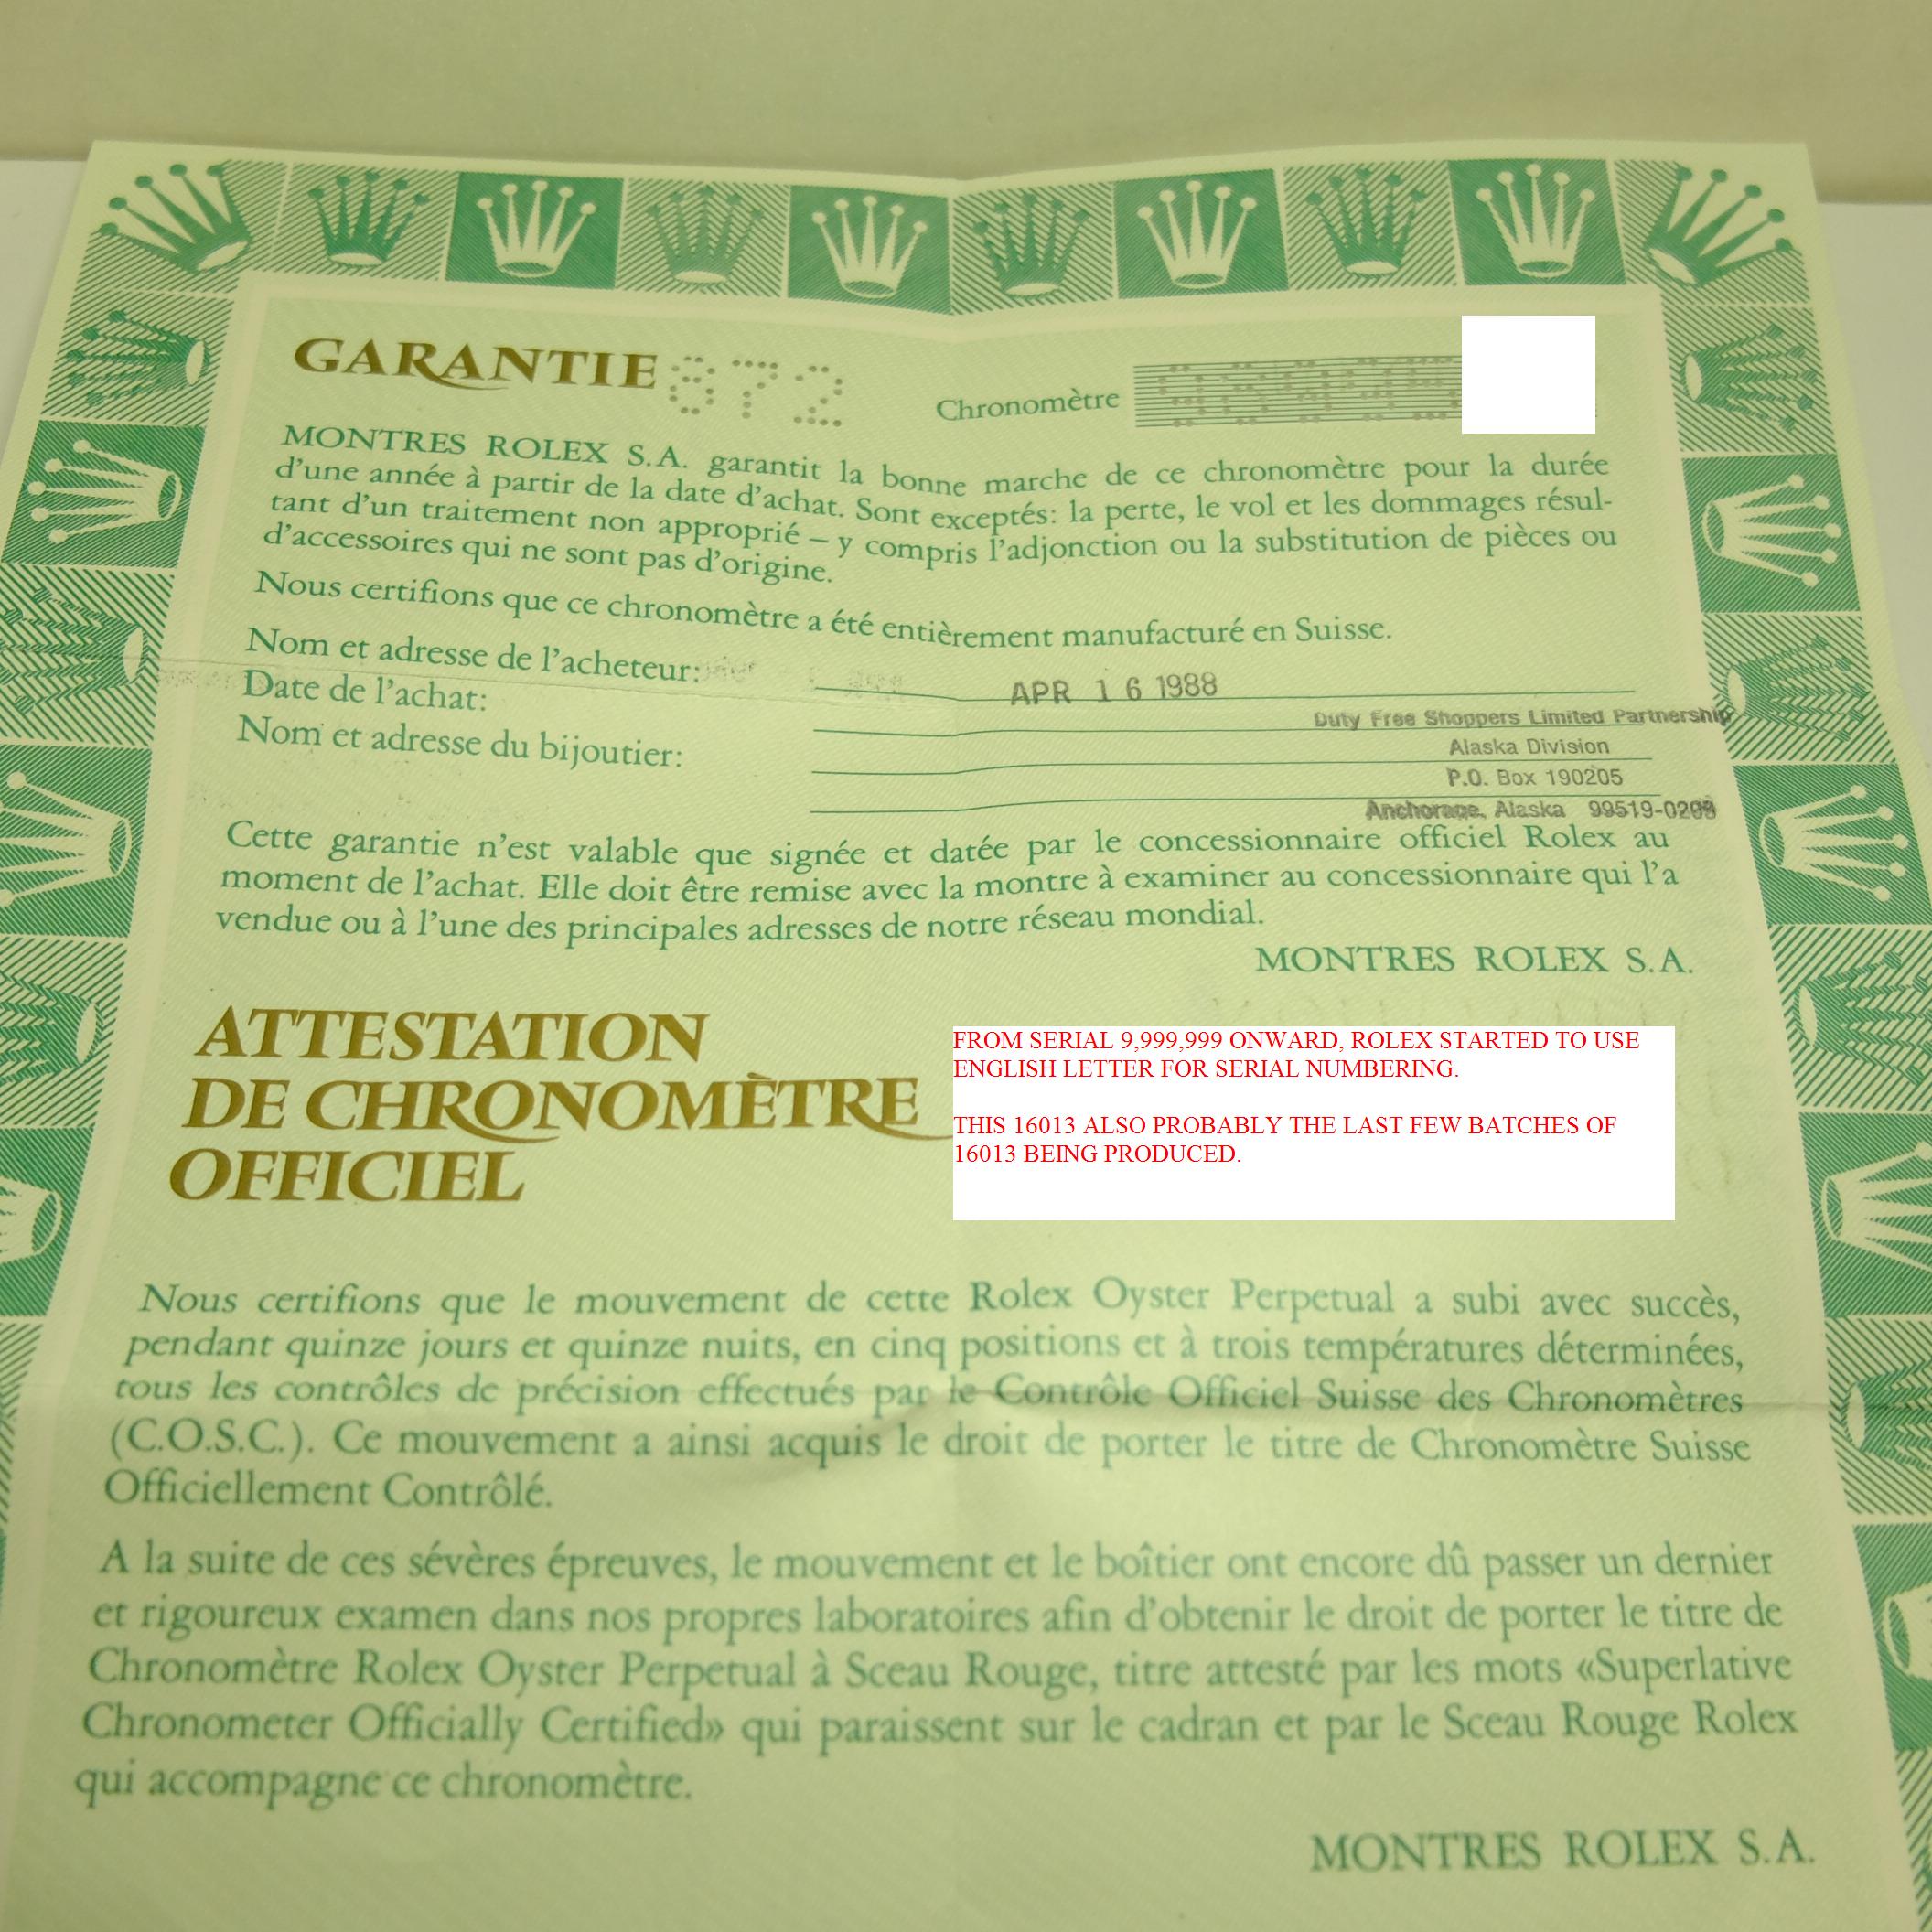 GARANTIE 872
Chronomètre
MONTRES ROLEX S.A. garantit la bonne marche de ce chronomètre pour la durée
d'une année à partir de la date d'achat. Sont exceptés: la perte, le vol et les dommages résul-
tant d'un traitement non approprié – y compris l'adjonction ou la substitution de pièces ou
d'accessoires qui ne sont pas d'origine.
Nous certifions que ce chronomètre a été entièrement manufacturé en Suisse.
Nom et adresse de l'acheteur:
Date de l'achat: APR 16 1988
Nom et adresse du bijoutier:
Duty Free Shoppers Limited Partnership
Alaska Division
P.O. Box 190205
Anchorage, Alaska
Cette garantie n'est valable que signée et datée par le concessionnaire officiel Rolex au
moment de l'achat. Elle doit être remise avec la montre à examiner au concessionnaire qui l'a
vendue ou à l'une des principales adresses de notre réseau mondial.
MONTRES ROLEX S.A.
ATTESTATION
DE CHRONOMÈTRE
OFFICIEL
FROM SERIAL 9,999,999 ONWARD, ROLEX STARTED TO USE
ENGLISH LETTER FOR SERIAL NUMBERING.
THIS 16013 ALSO PROBABLY THE LAST FEW BATCHES OF
16013 BEING PRODUCED.
Nous certifions que le mouvement de cette Rolex Oyster Perpetual a subi avec succès,
pendant quinze jours et quinze nuits, en cinq positions et à trois températures déterminées,
tous les contrôles de précision effectués par le Contrôle Officiel Suisse des Chronomètres
(C.O.S.C.). Ce mouvement a ainsi acquis le droit de porter le titre de Chronomètre Suisse
Officiellement Contrôlé.
A la suite de ces sévères épreuves, le mouvement et le boîtier ont encore dû passer un dernier
et rigoureux examen dans nos propres laboratoires afin d'obtenir le droit de porter le titre de
Chronomètre Rolex Oyster Perpetual à Sceau Rouge, titre attesté par les mots «Superlative
Chronometer Officially Certified» qui paraissent sur le cadran et par le Sceau Rouge Rolex
qui accompagne ce chronomètre.
MONTRES ROLEX S.A.